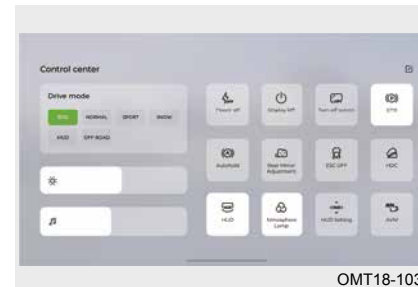 Control center
Drive mode
ECO NORMAL SPORT SNOW
MUD OFF-ROAD
Power off
Display off
Turn off screen
EPB
AutoHold
Rear Mirror
Adjustment
ESC OFF
HDC
HUD
Atmosphere
Lamp
HUD Setting
AVM
OMT18-103